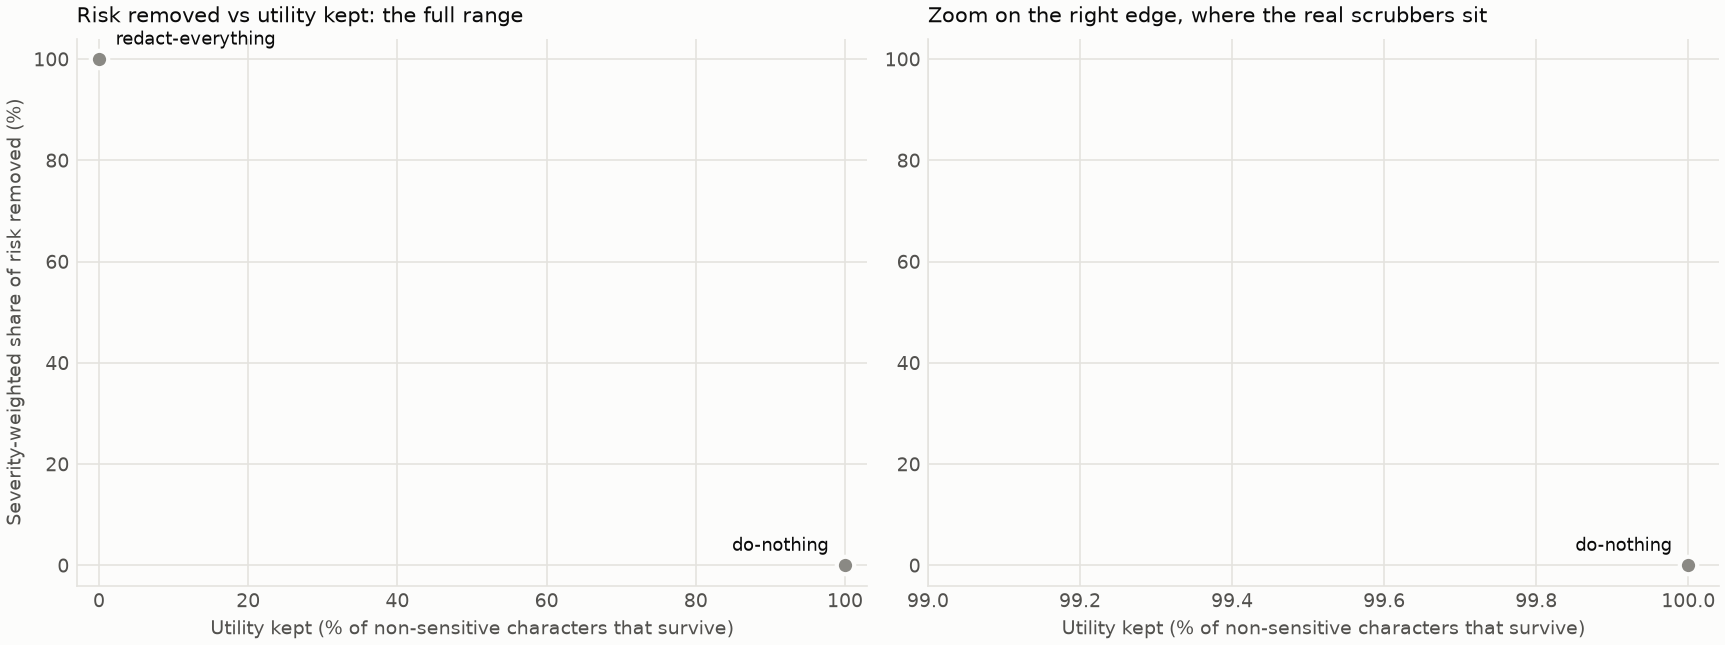 Risk removed vs utility kept: the full range
redact-everything
100
80
60
40
20
0
Severity-weighted share of risk removed (%)
do-nothing
0 20 40 60 80 100
Utility kept (% of non-sensitive characters that survive)
Zoom on the right edge, where the real scrubbers sit
100
80
60
40
20
0
do-nothing
99.0 99.2 99.4 99.6 99.8 100.0
Utility kept (% of non-sensitive characters that survive)